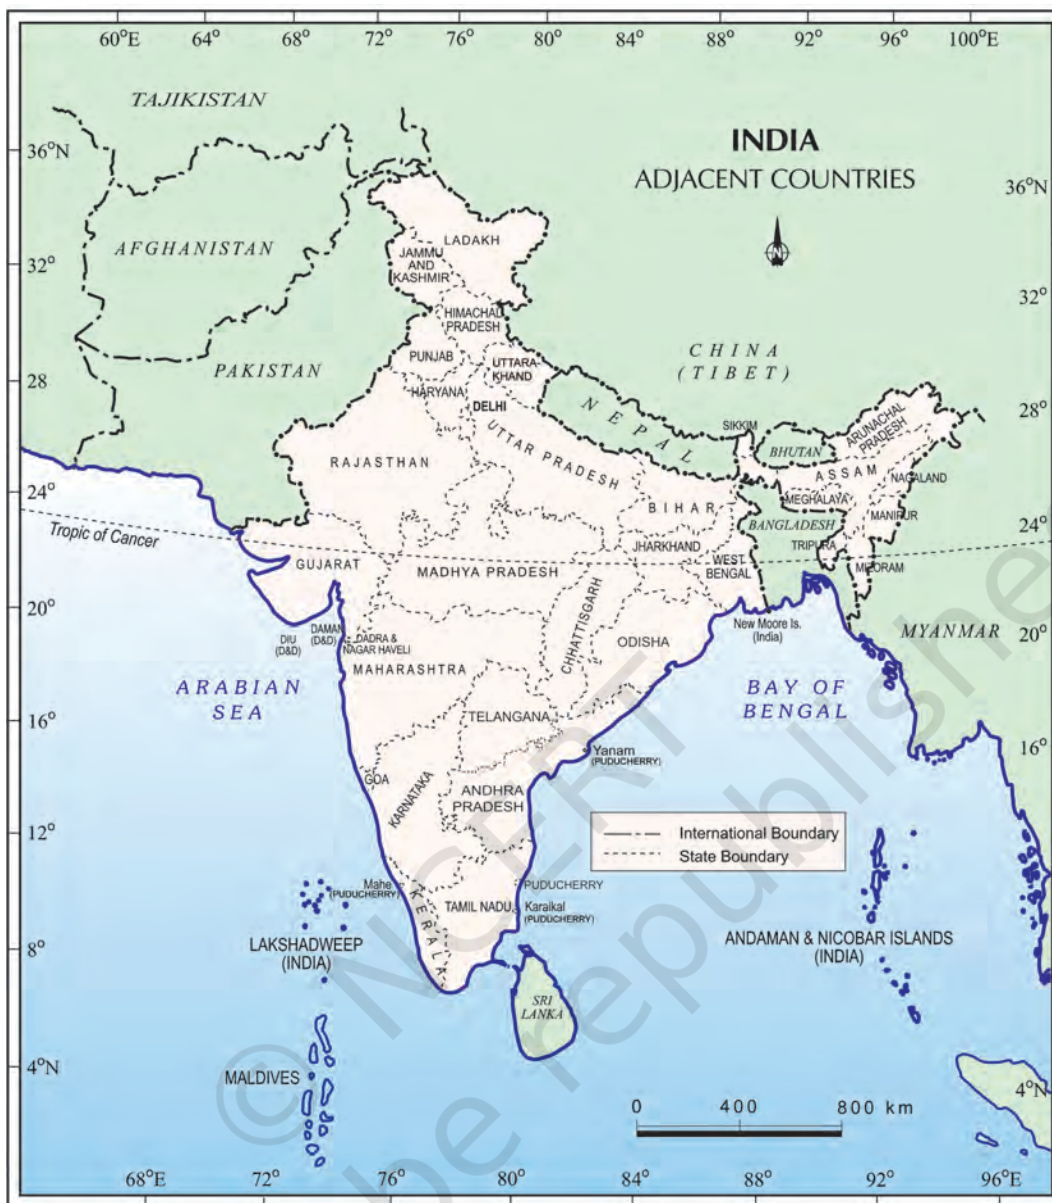 60°E 64° 68° 72° 76° 80° 84° 88° 92° 96° 100°E
TAJIKISTAN
INDIA
ADJACENT COUNTRIES
36°N
36°N
AFGHANISTAN
LADAKH
JAMMU
AND
KASHMIR
32°
32°
HIMACHAL
PRADESH
CHINA
(TIBET)
PUNJAB
UTTARA-
KHAND
PAKISTAN
28°
28°
HARYANA
DELHI
NEPAL
SIKKIM
ARUNACHAL
PRADESH
UTTAR PRADESH
BHUTAN
RAJASTHAN
ASSAM
NAGALAND
24°
24°
MEGHALAYA
BIHAR
MANIPUR
BANGLADESH
Tropic of Cancer
JHARKHAND
TRIPURA
GUJARAT
MADHYA PRADESH
WEST
BENGAL
MIZORAM
20°
20°
CHHATTISGARH
New Moore Is.
(India)
MYANMAR
DIU
(D&D)
DAMAN
(D&D)
DADRA &
NAGAR HAVELI
ODISHA
MAHARASHTRA
ARABIAN
SEA
BAY OF
BENGAL
TELANGANA
16°
16°
Yanam
(PUDUCHERRY)
GOA
KARNATAKA
ANDHRA
PRADESH
12°
International Boundary
State Boundary
Mahe
(PUDUCHERRY)
PUDUCHERRY
KERALA
TAMIL NADU
Karaikal
(PUDUCHERRY)
8°
LAKSHADWEEP
(INDIA)
ANDAMAN & NICOBAR ISLANDS
(INDIA)
SRI
LANKA
4°N
4°N
MALDIVES
0 400 800 km
68°E 72° 76° 80° 84° 88° 92° 96°E
© NCERT
be republishe